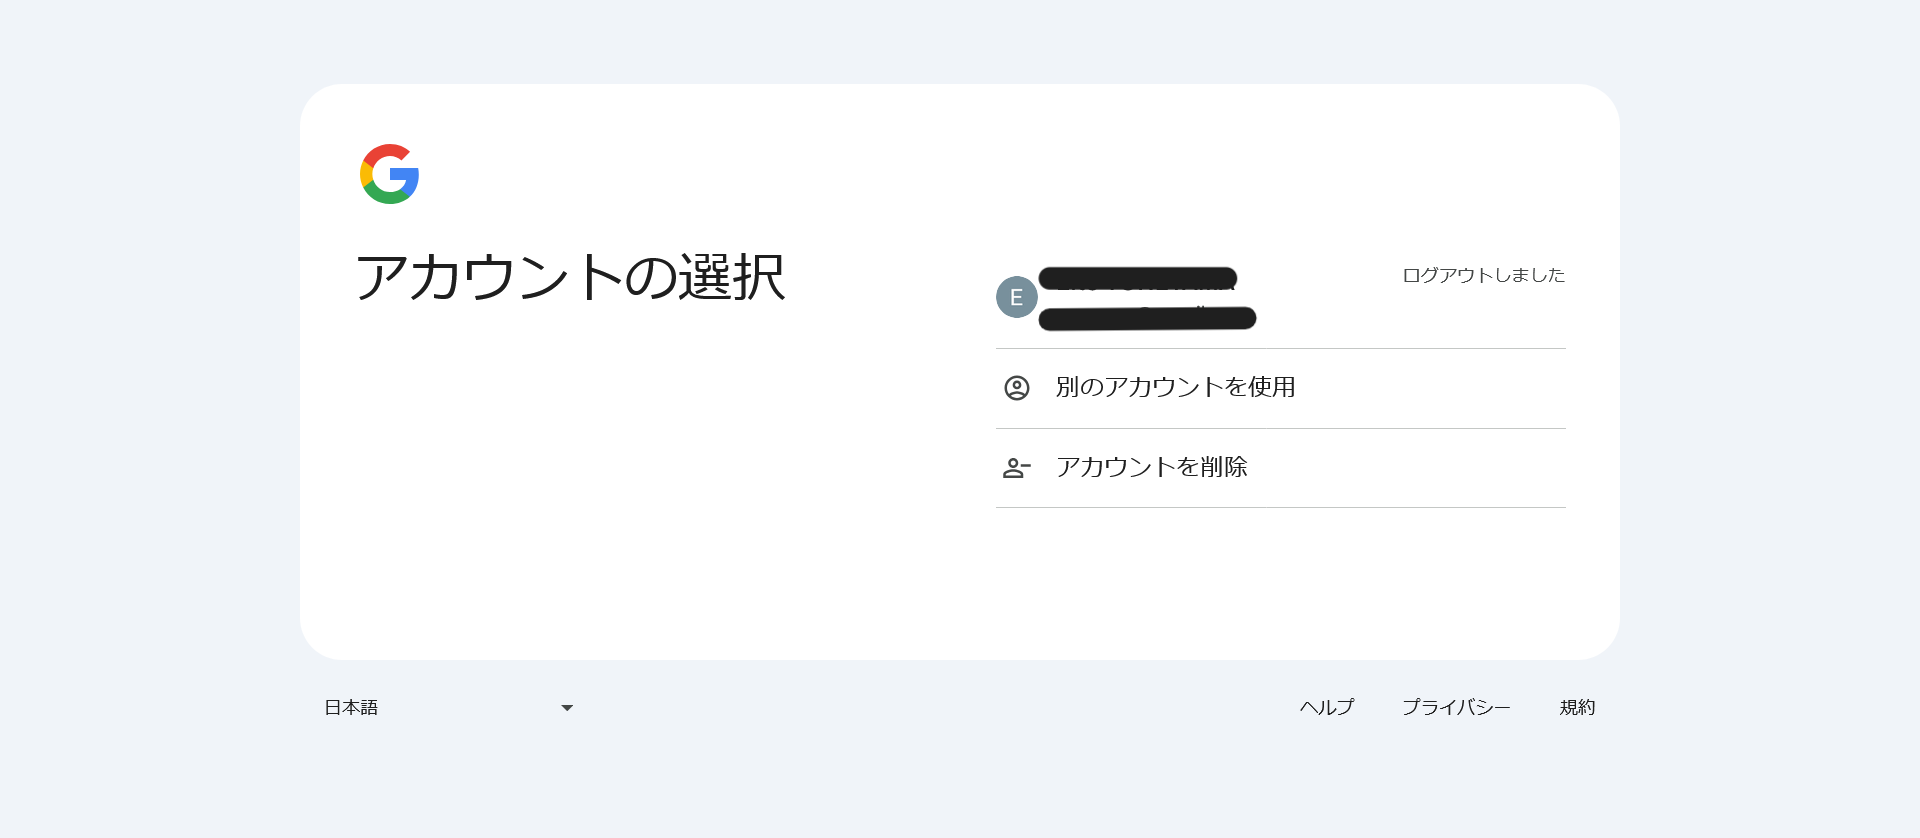 アカウントの選択
E
ログアウトしました
別のアカウントを使用
アカウントを削除
日本語
ヘルプ
プライバシー
規約